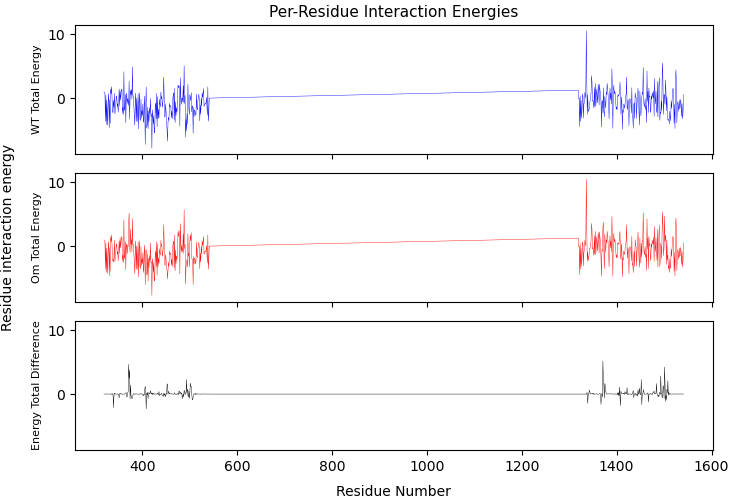 Per-Residue Interaction Energies
Residue interaction energy
WT Total Energy
10
0
Om Total Energy
10
0
Energy Total Difference
10
0
400 600 800 1000 1200 1400 1600
Residue Number